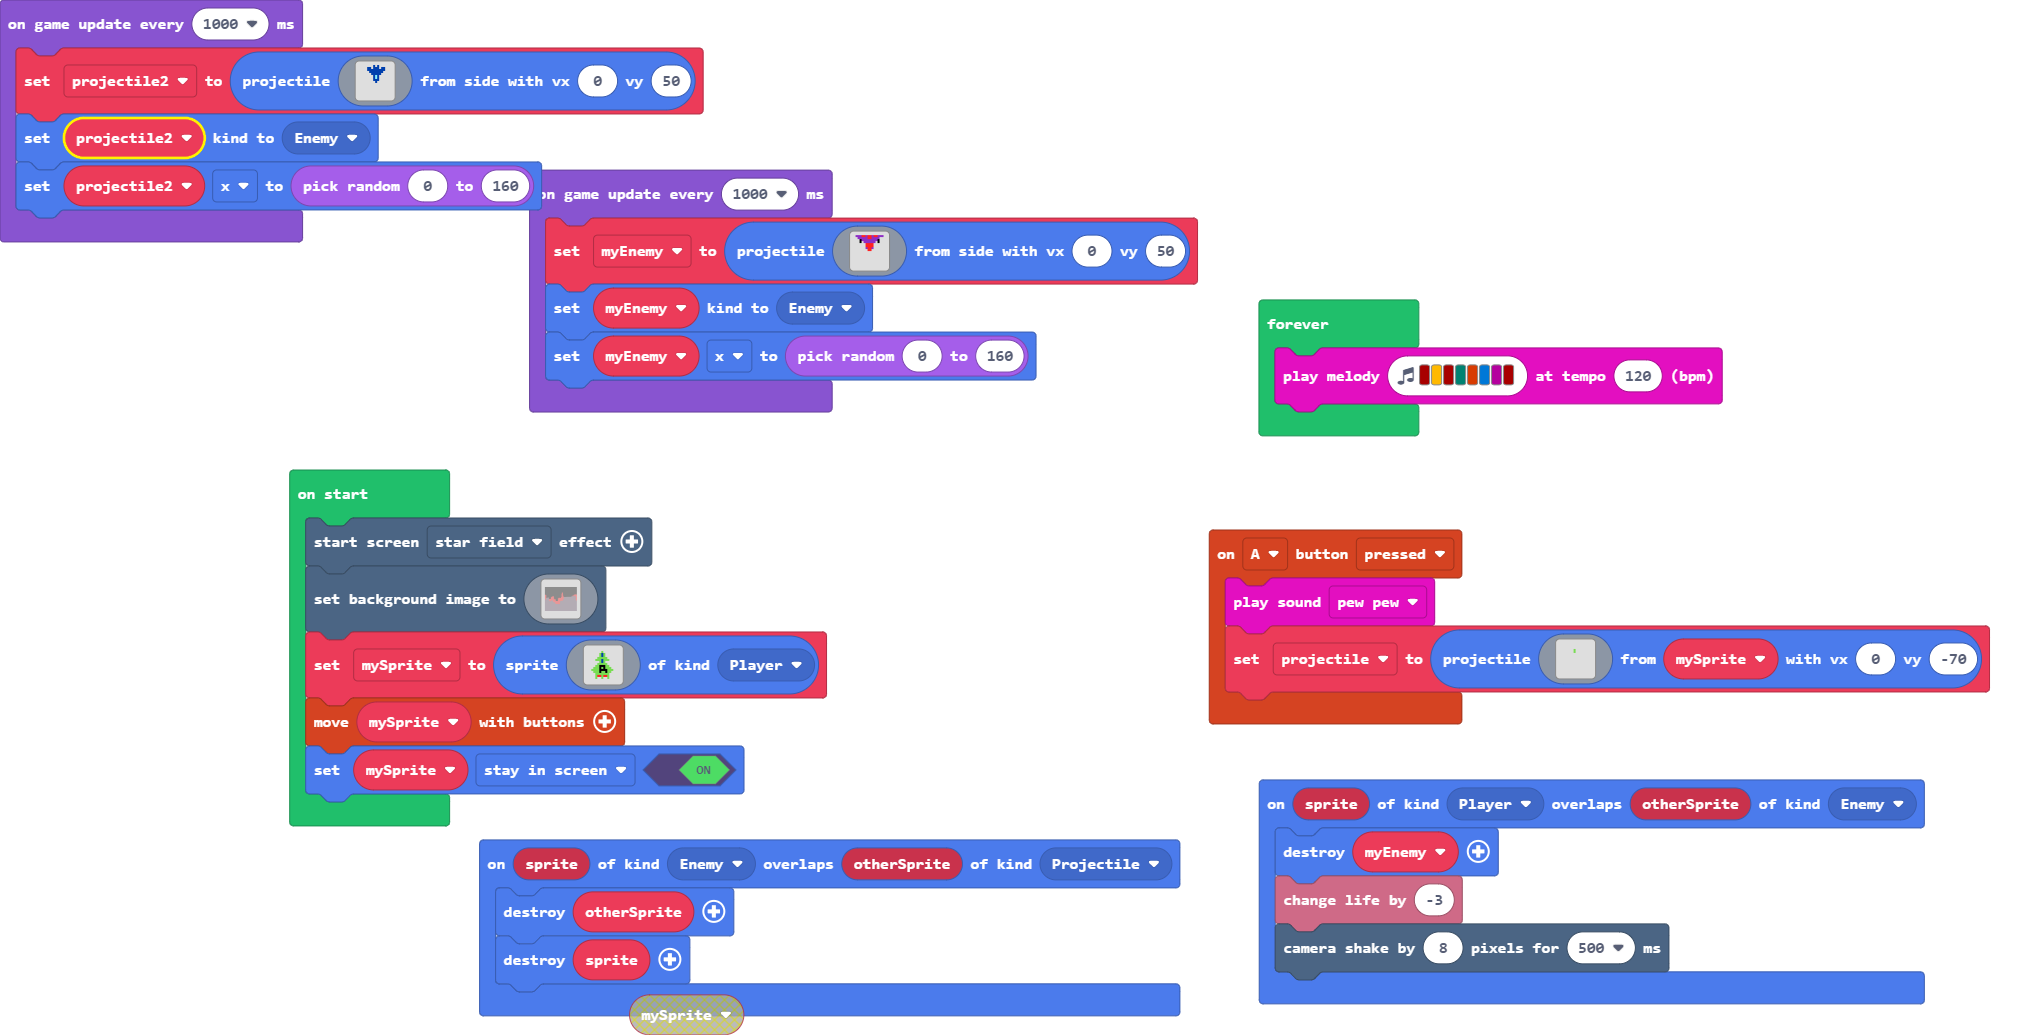 on game update every 1000 ms
set projectile2 to projectile from side with vx 0 vy 50
set projectile2 kind to Enemy
set projectile2 x to pick random 0 to 160
on game update every 1000 ms
set myEnemy to projectile from side with vx 0 vy 50
set myEnemy kind to Enemy
set myEnemy x to pick random 0 to 160
forever
play melody at tempo 120 (bpm)
on start
start screen star field effect
set background image to
set mySprite to sprite of kind Player
move mySprite with buttons
set mySprite stay in screen ON
on A button pressed
play sound pew pew
set projectile to projectile from mySprite with vx 0 vy -70
on sprite of kind Enemy overlaps otherSprite of kind Projectile
destroy otherSprite
destroy sprite
mySprite
on sprite of kind Player overlaps otherSprite of kind Enemy
destroy myEnemy
change life by -3
camera shake by 8 pixels for 500 ms